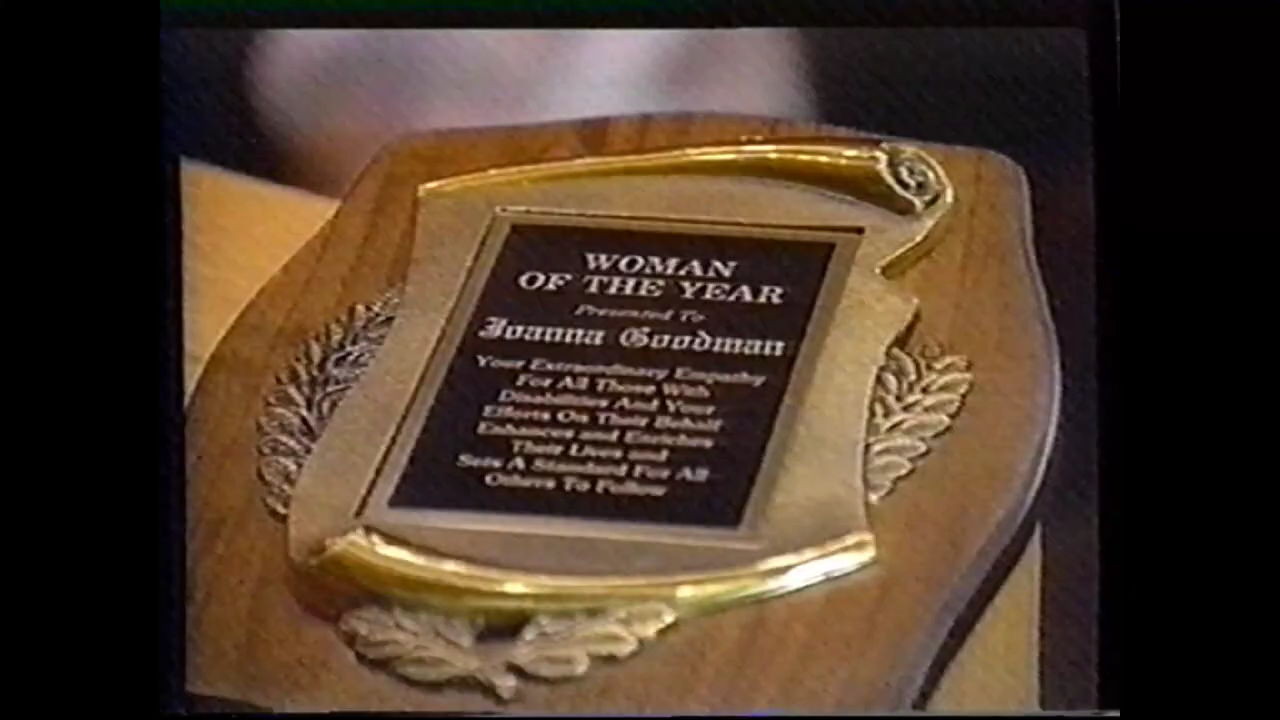 WOMAN
OF THE YEAR
Presented To
Joanna Goodman
Your Extraordinary Empathy
For All Those With
Disabilities And Your
Efforts On Their Behalf
Enhances and Enriches
Their Lives and
Sets A Standard For All
Others To Follow